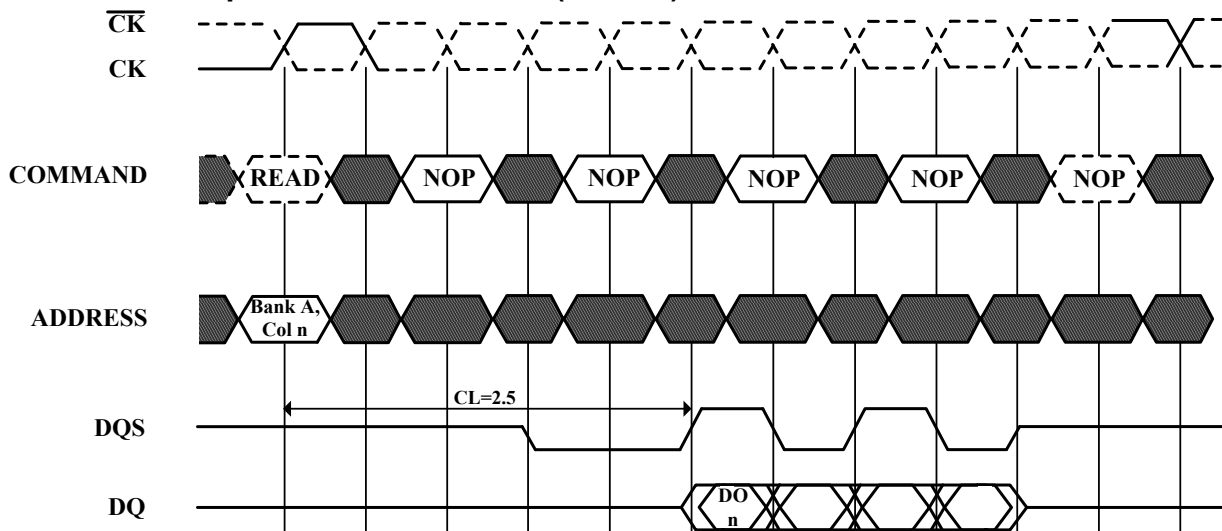 CK
CK
COMMAND
READ NOP NOP NOP NOP NOP
ADDRESS
Bank A,
Col n
CL=2.5
DQS
DQ
DO
n